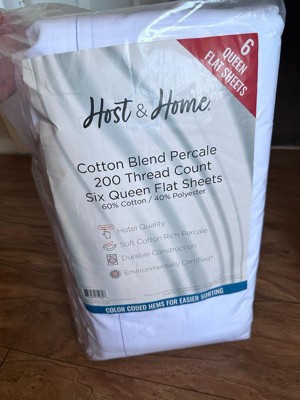 6
QUEEN
FLAT SHEETS
Host & Home
Cotton Blend Percale
200 Thread Count
Six Queen Flat Sheets
60% Cotton / 40% Polyester
Hotel Quality
Soft Cotton Rich Percale
Durable Construction
Environmentally Certified*
COLOR CODED HEMS FOR EASIER SORTING